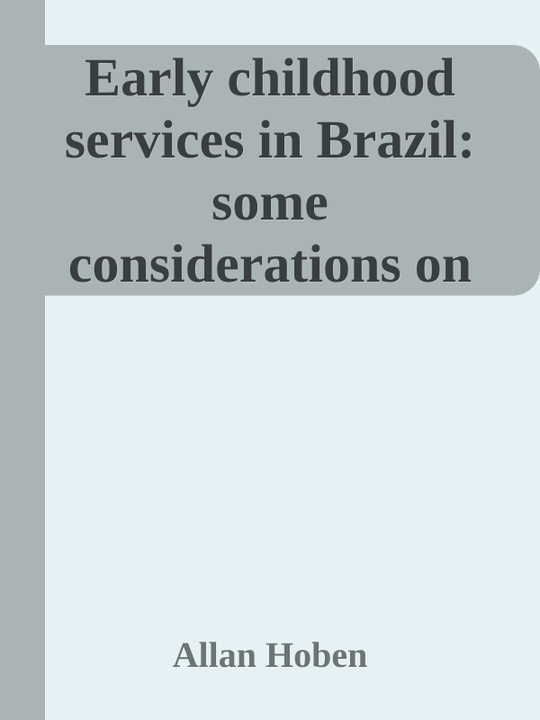 Early childhood
services in Brazil:
some
considerations on
Allan Hoben